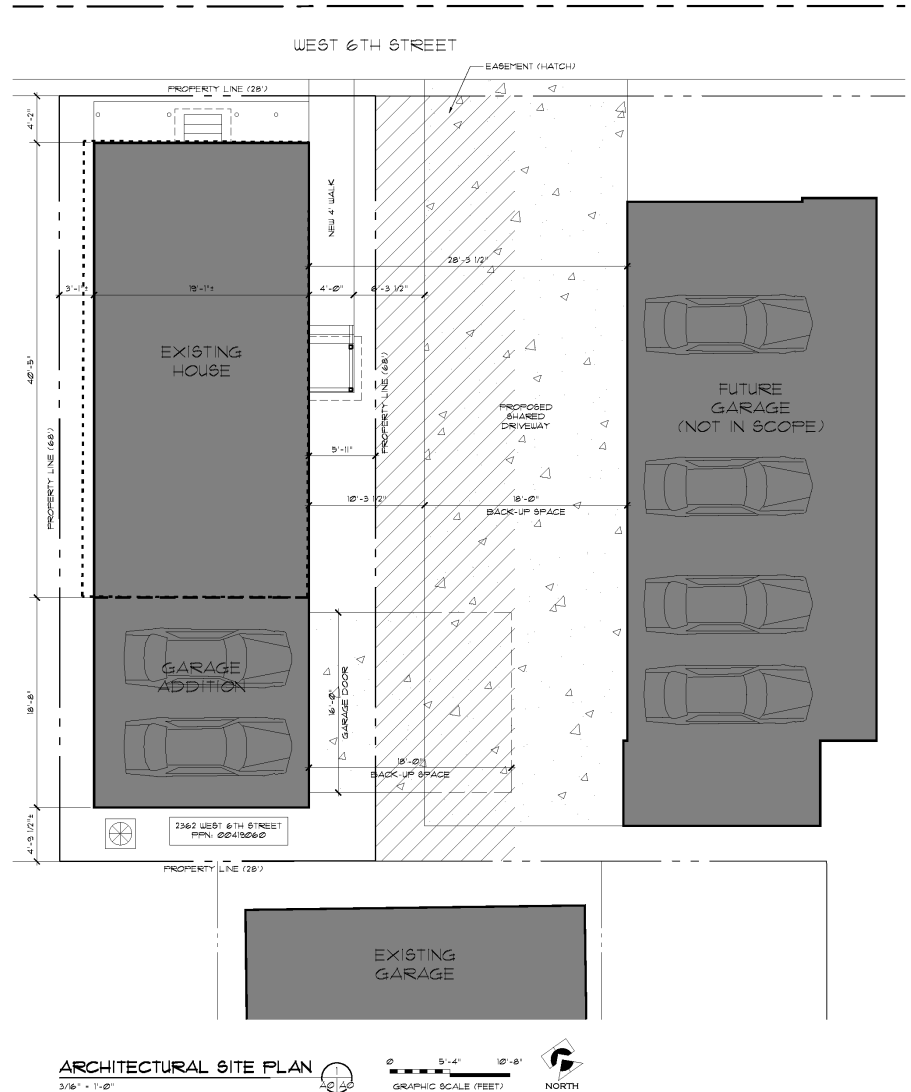 WEST 6TH STREET
EASEMENT (HATCH)
PROPERTY LINE (28')
4'-2"
NEW 4' WALK
28'-3 1/2"
3'-1"±
19'-1"±
4'-0"
6'-3 1/2"
EXISTING
HOUSE
40'-5"
PROPERTY LINE (68')
PROPERTY LINE (68')
FUTURE
GARAGE
(NOT IN SCOPE)
PROPOSED
SHARED
DRIVEWAY
5'-11"
10'-3 1/2"
18'-0"
BACK-UP SPACE
GARAGE
ADDITION
18'-8"
16'-0"
GARAGE DOOR
18'-0"
BACK-UP SPACE
4'-9 1/2"±
2362 WEST 6TH STREET
PPN: 00419060
PROPERTY LINE (28')
EXISTING
GARAGE
ARCHITECTURAL SITE PLAN
3/16" = 1'-0"
1
A0 A0
0 5'-4" 10'-8"
GRAPHIC SCALE (FEET)
NORTH